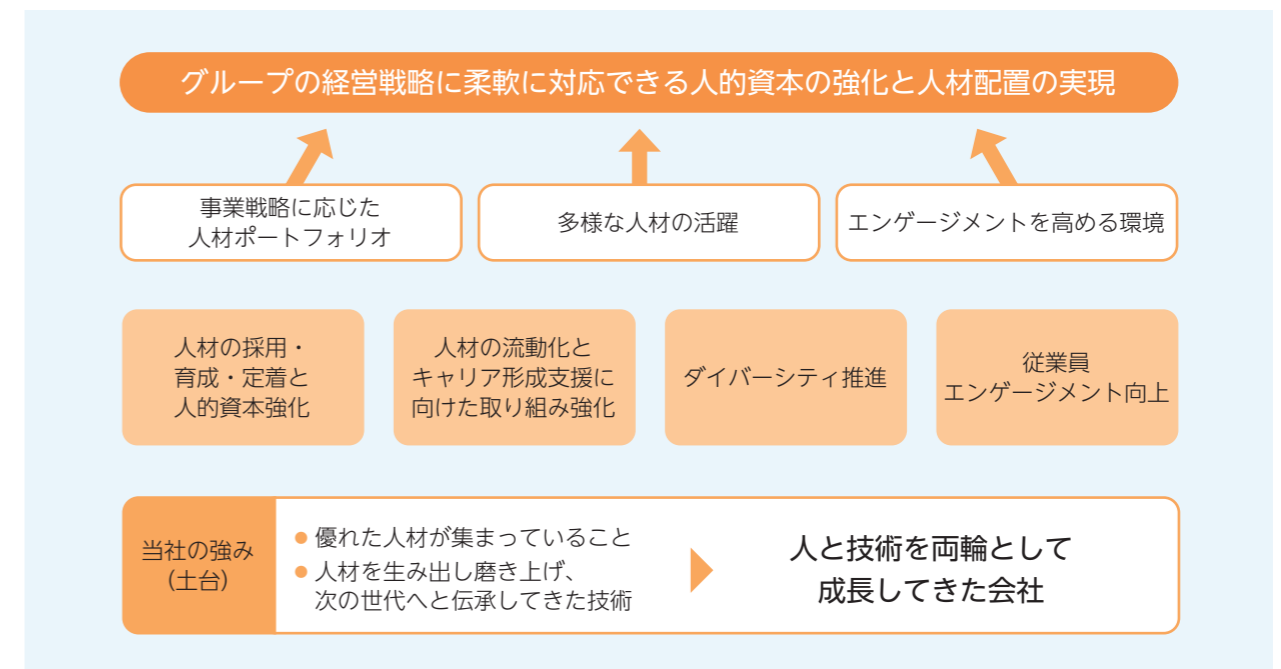 グループの経営戦略に柔軟に対応できる人的資本の強化と人材配置の実現
事業戦略に応じた
人材ポートフォリオ
多様な人材の活躍
エンゲージメントを高める環境
人材の採用・
育成・定着と
人的資本強化
人材の流動化と
キャリア形成支援に
向けた取り組み強化
ダイバーシティ推進
従業員
エンゲージメント向上
当社の強み
（土台）
●優れた人材が集まっていること
●人材を生み出し磨き上げ、
次の世代へと伝承してきた技術
人と技術を両輪として
成長してきた会社